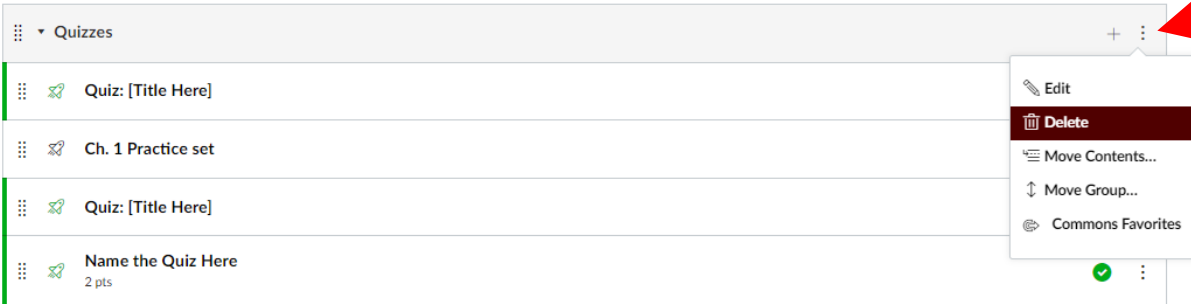 Quizzes
Quiz: [Title Here]
Edit
Delete
Ch. 1 Practice set
Move Contents...
Move Group...
Quiz: [Title Here]
Commons Favorites
Name the Quiz Here
2 pts